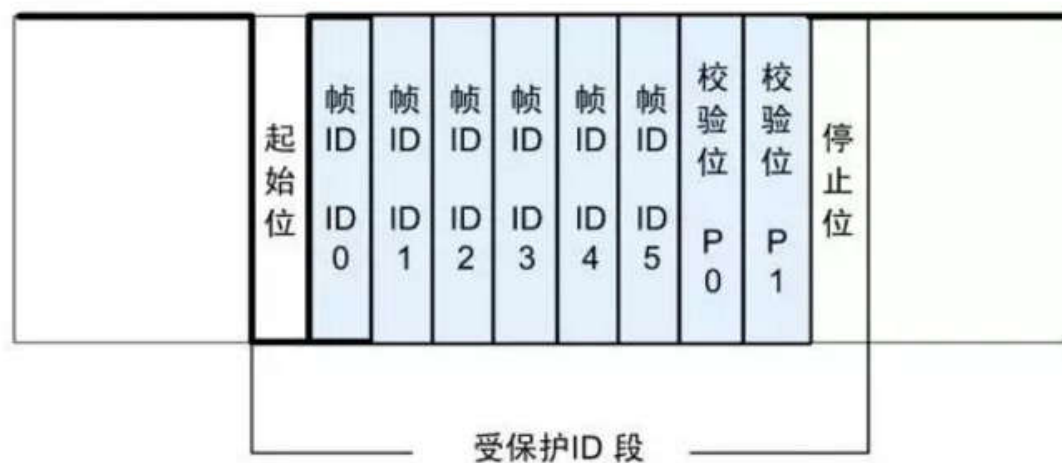 起始位
帧ID ID0
帧ID ID1
帧ID ID2
帧ID ID3
帧ID ID4
帧ID ID5
校验位 P0
校验位 P1
停止位
受保护ID 段